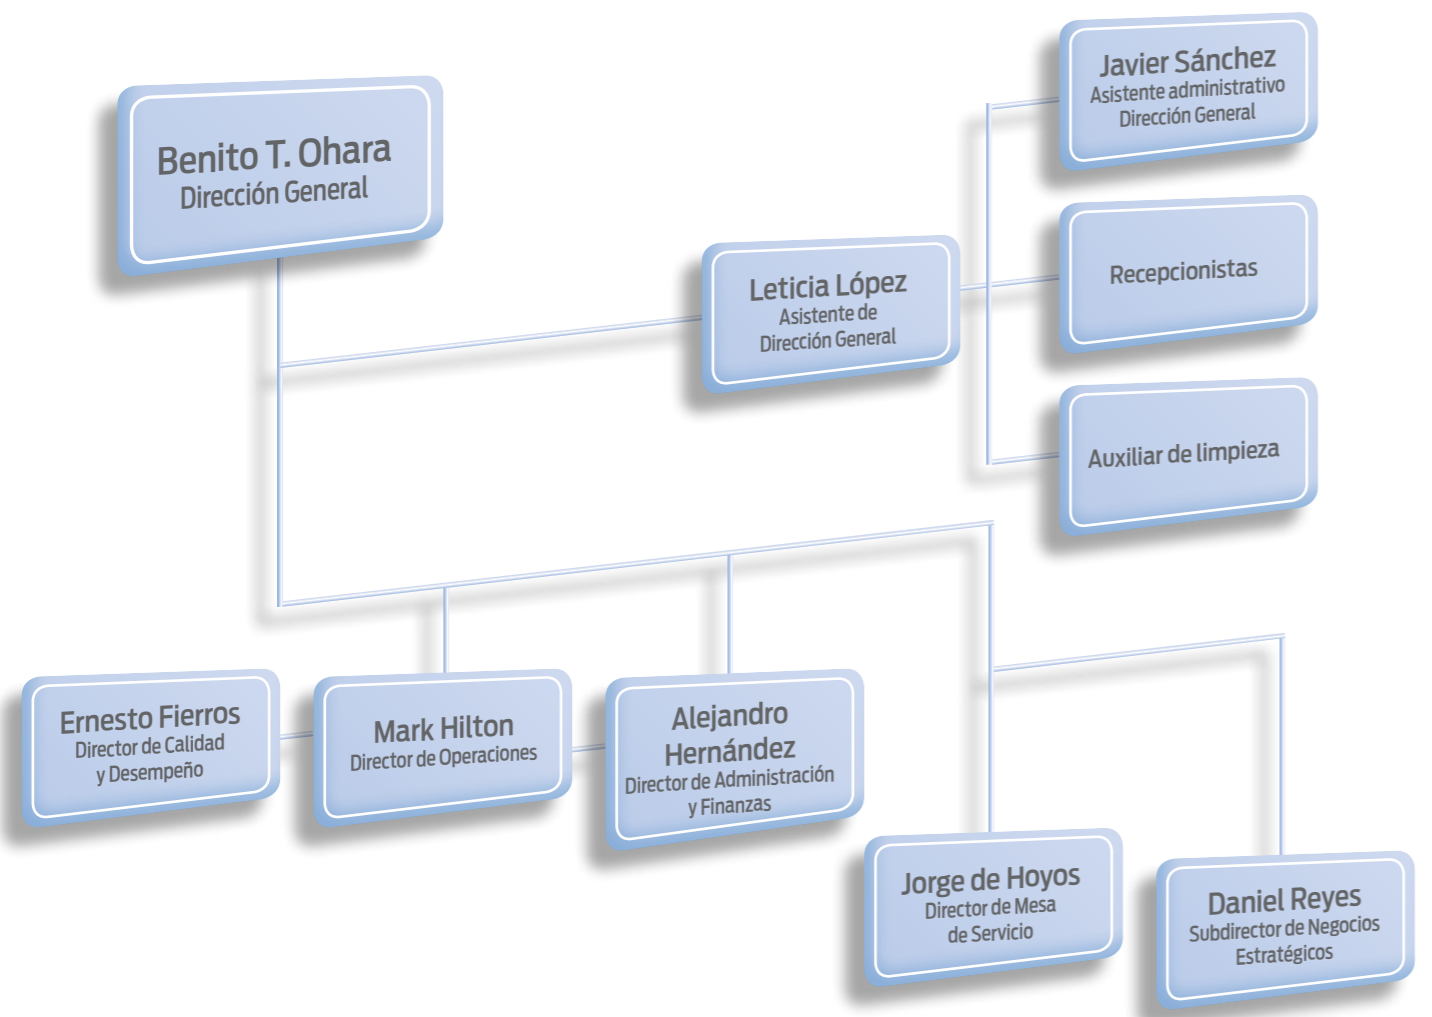 Benito T. Ohara
Dirección General
Leticia López
Asistente de
Dirección General
Javier Sánchez
Asistente administrativo
Dirección General
Recepcionistas
Auxiliar de limpieza
Ernesto Fierros
Director de Calidad
y Desempeño
Mark Hilton
Director de Operaciones
Alejandro
Hernández
Director de Administración
y Finanzas
Jorge de Hoyos
Director de Mesa
de Servicio
Daniel Reyes
Subdirector de Negocios
Estratégicos